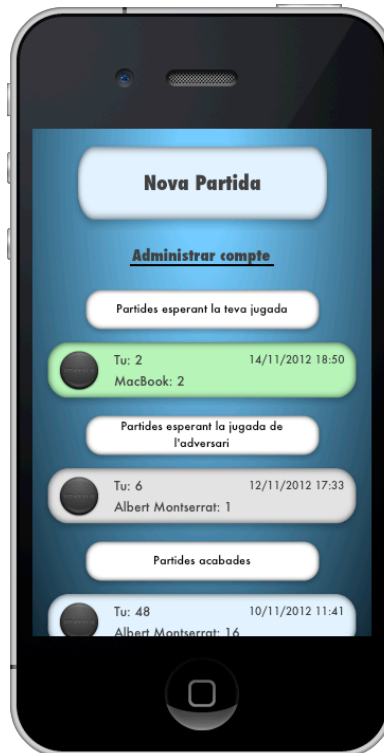 Nova Partida
Administrar compte
Partides esperant la teva jugada
Tu: 2
14/11/2012 18:50
MacBook: 2
Partides esperant la jugada de
l'adversari
Tu: 6
12/11/2012 17:33
Albert Montserrat: 1
Partides acabades
Tu: 48
10/11/2012 11:41
Albert Montserrat: 16